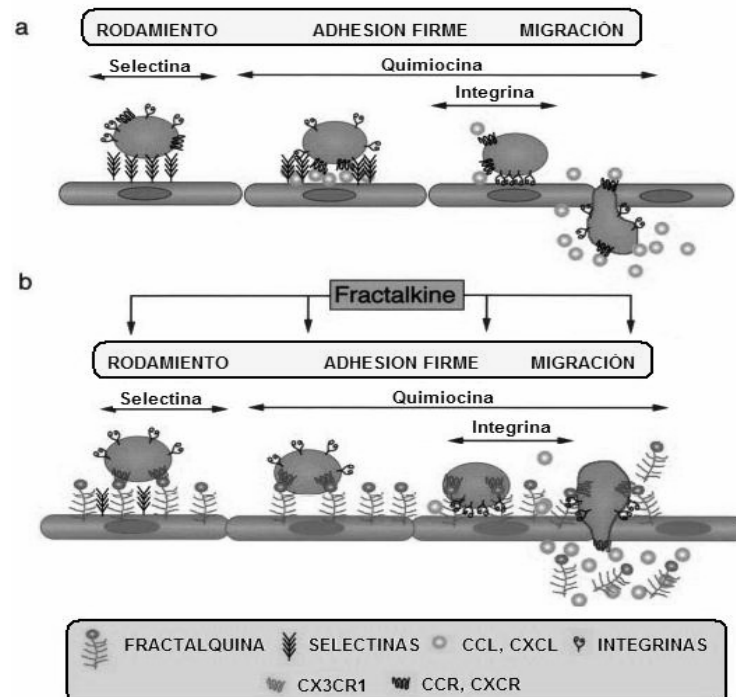 a
RODAMIENTO ADHESION FIRME MIGRACIÓN
Selectina Quimiocina
Integrina
b
Fractalkine
RODAMIENTO ADHESION FIRME MIGRACIÓN
Selectina Quimiocina
Integrina
FRACTALQUINA SELECTINAS CCL, CXCL INTEGRINAS
CX3CR1 CCR, CXCR